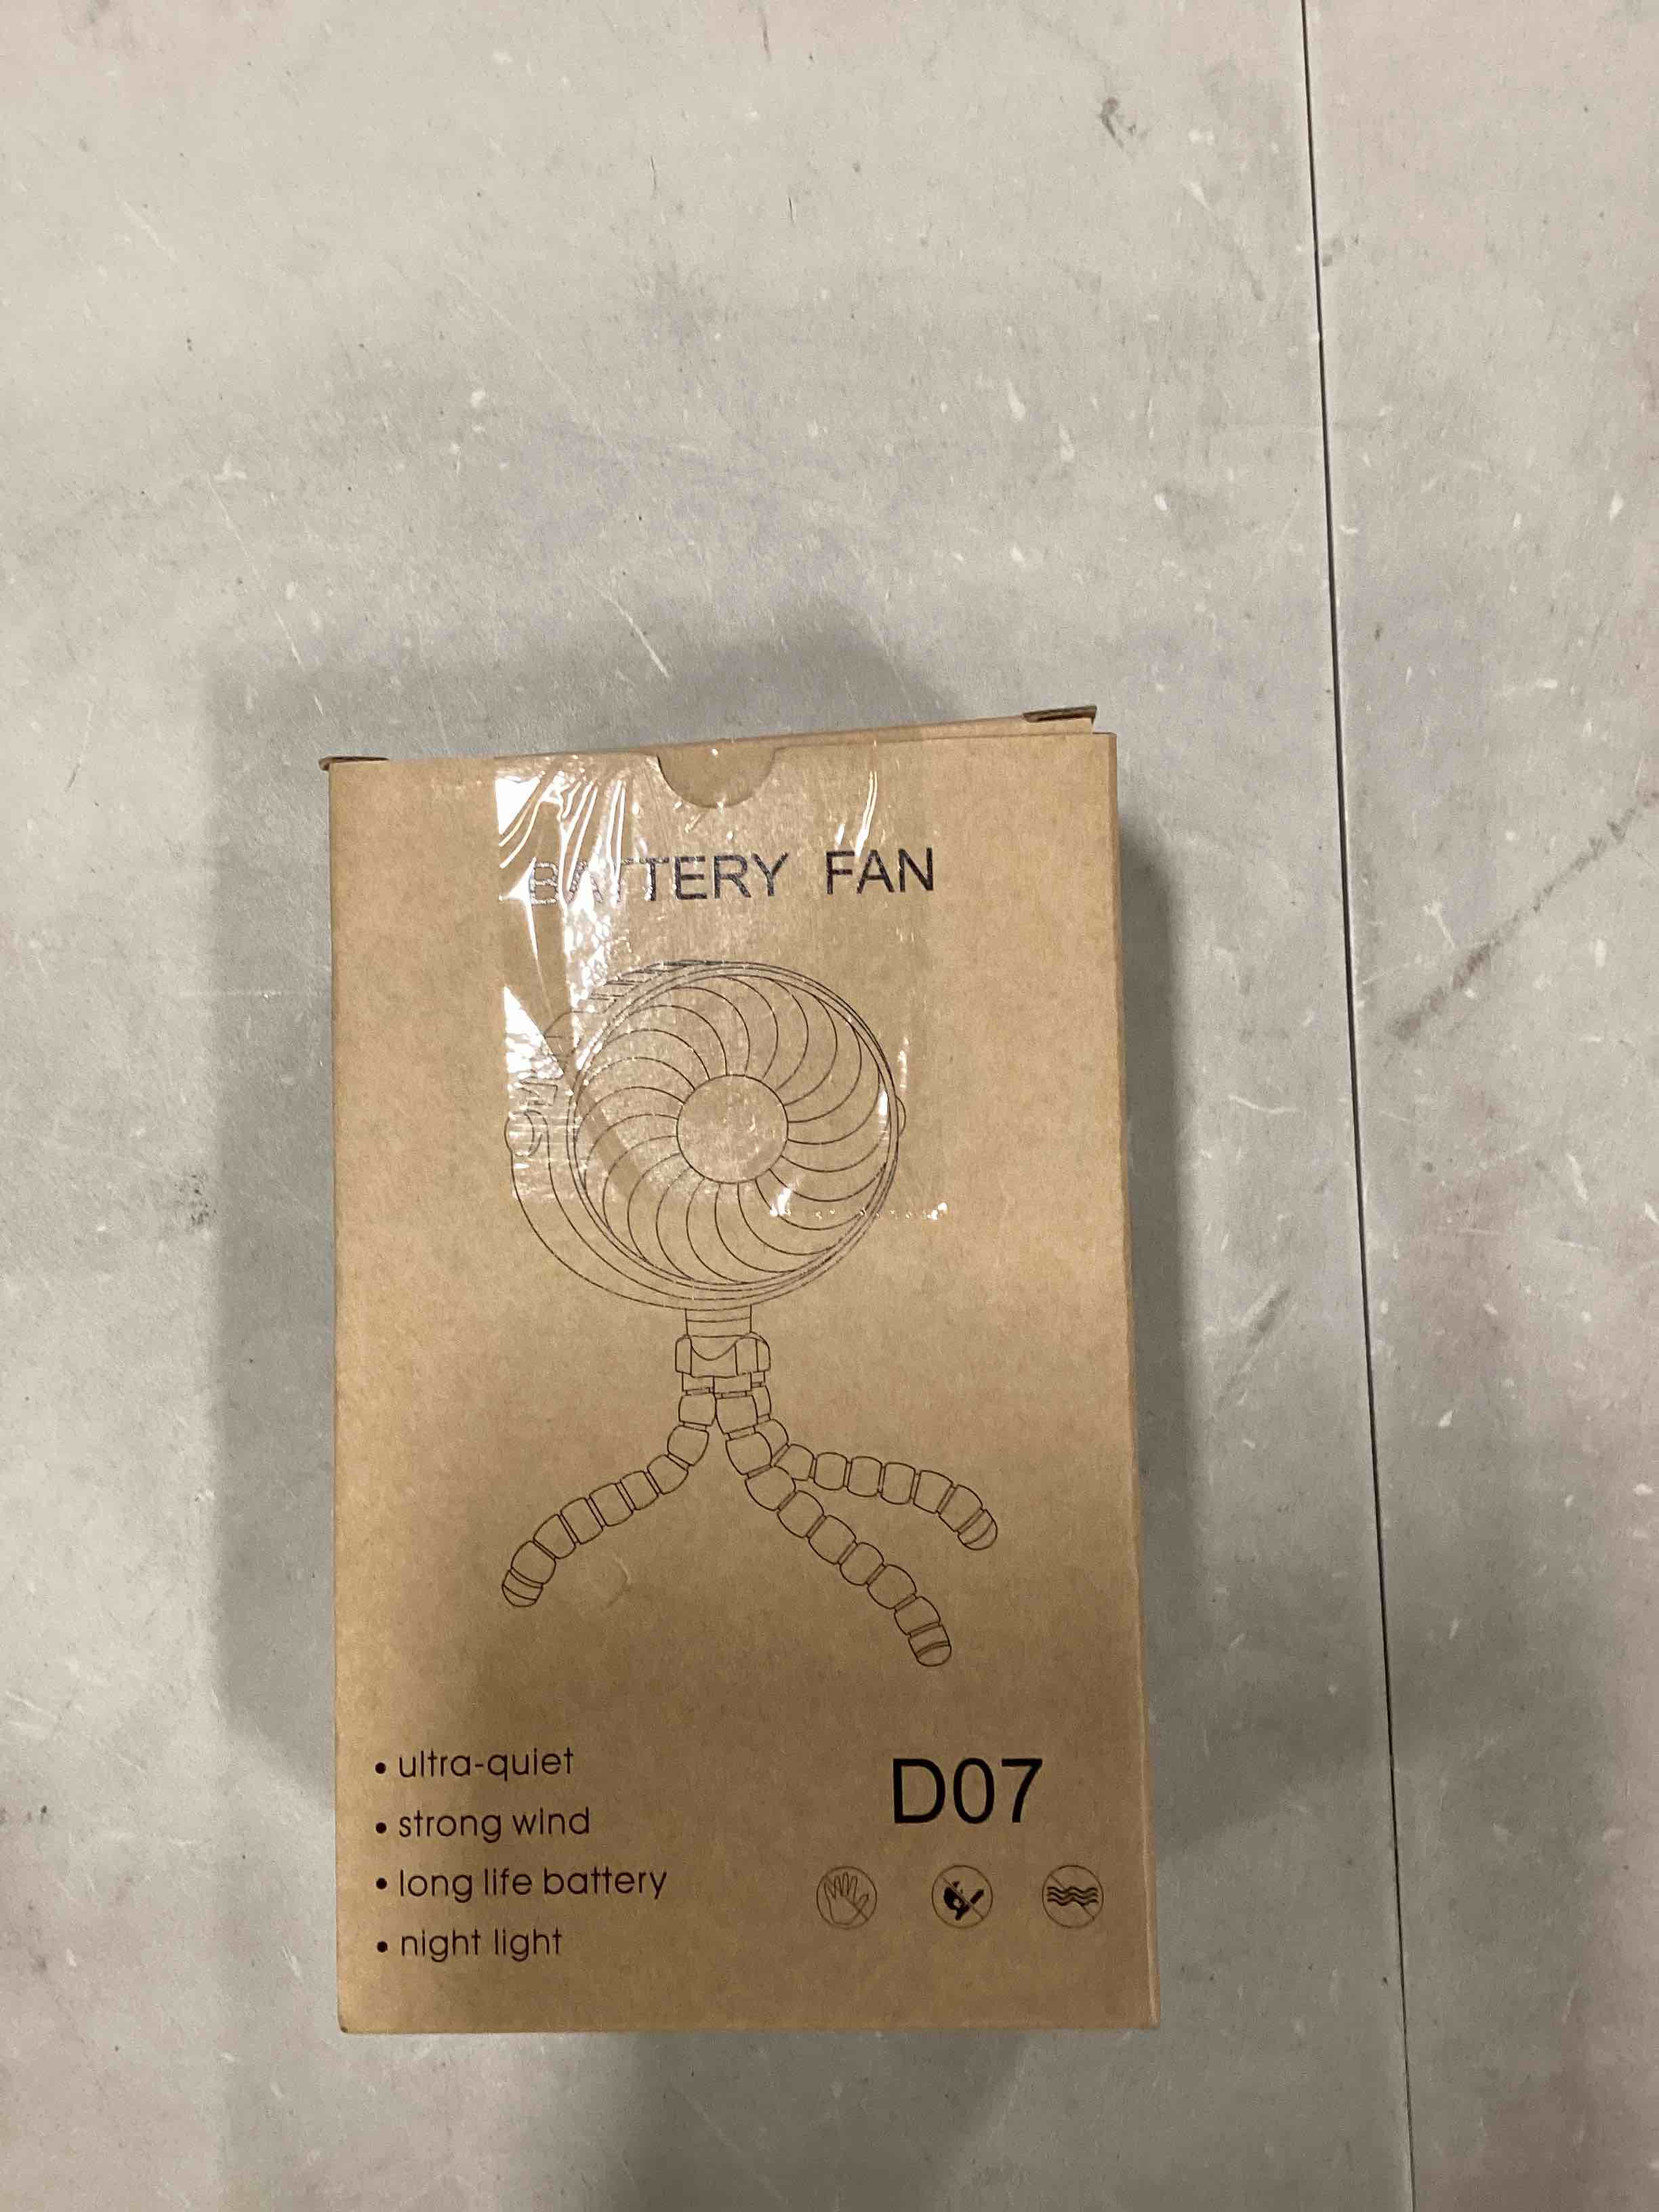 BATTERY FAN
• ultra-quiet
• strong wind
• long life battery
• night light
D07